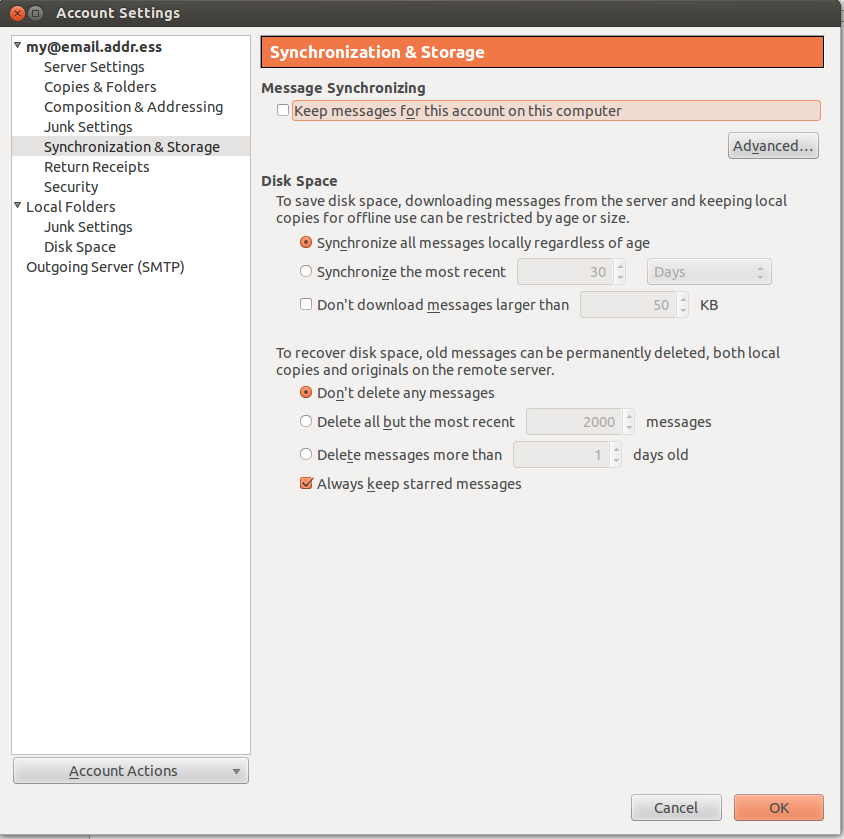 Account Settings
my@email.addr.ess
Server Settings
Copies & Folders
Composition & Addressing
Junk Settings
Synchronization & Storage
Return Receipts
Security
Local Folders
Junk Settings
Disk Space
Outgoing Server (SMTP)
Account Actions
Synchronization & Storage
Message Synchronizing
Keep messages for this account on this computer
Advanced...
Disk Space
To save disk space, downloading messages from the server and keeping local
copies for offline use can be restricted by age or size.
Synchronize all messages locally regardless of age
Synchronize the most recent 30 Days
Don't download messages larger than 50 KB
To recover disk space, old messages can be permanently deleted, both local
copies and originals on the remote server.
Don't delete any messages
Delete all but the most recent 2000 messages
Delete messages more than 1 days old
Always keep starred messages
Cancel OK